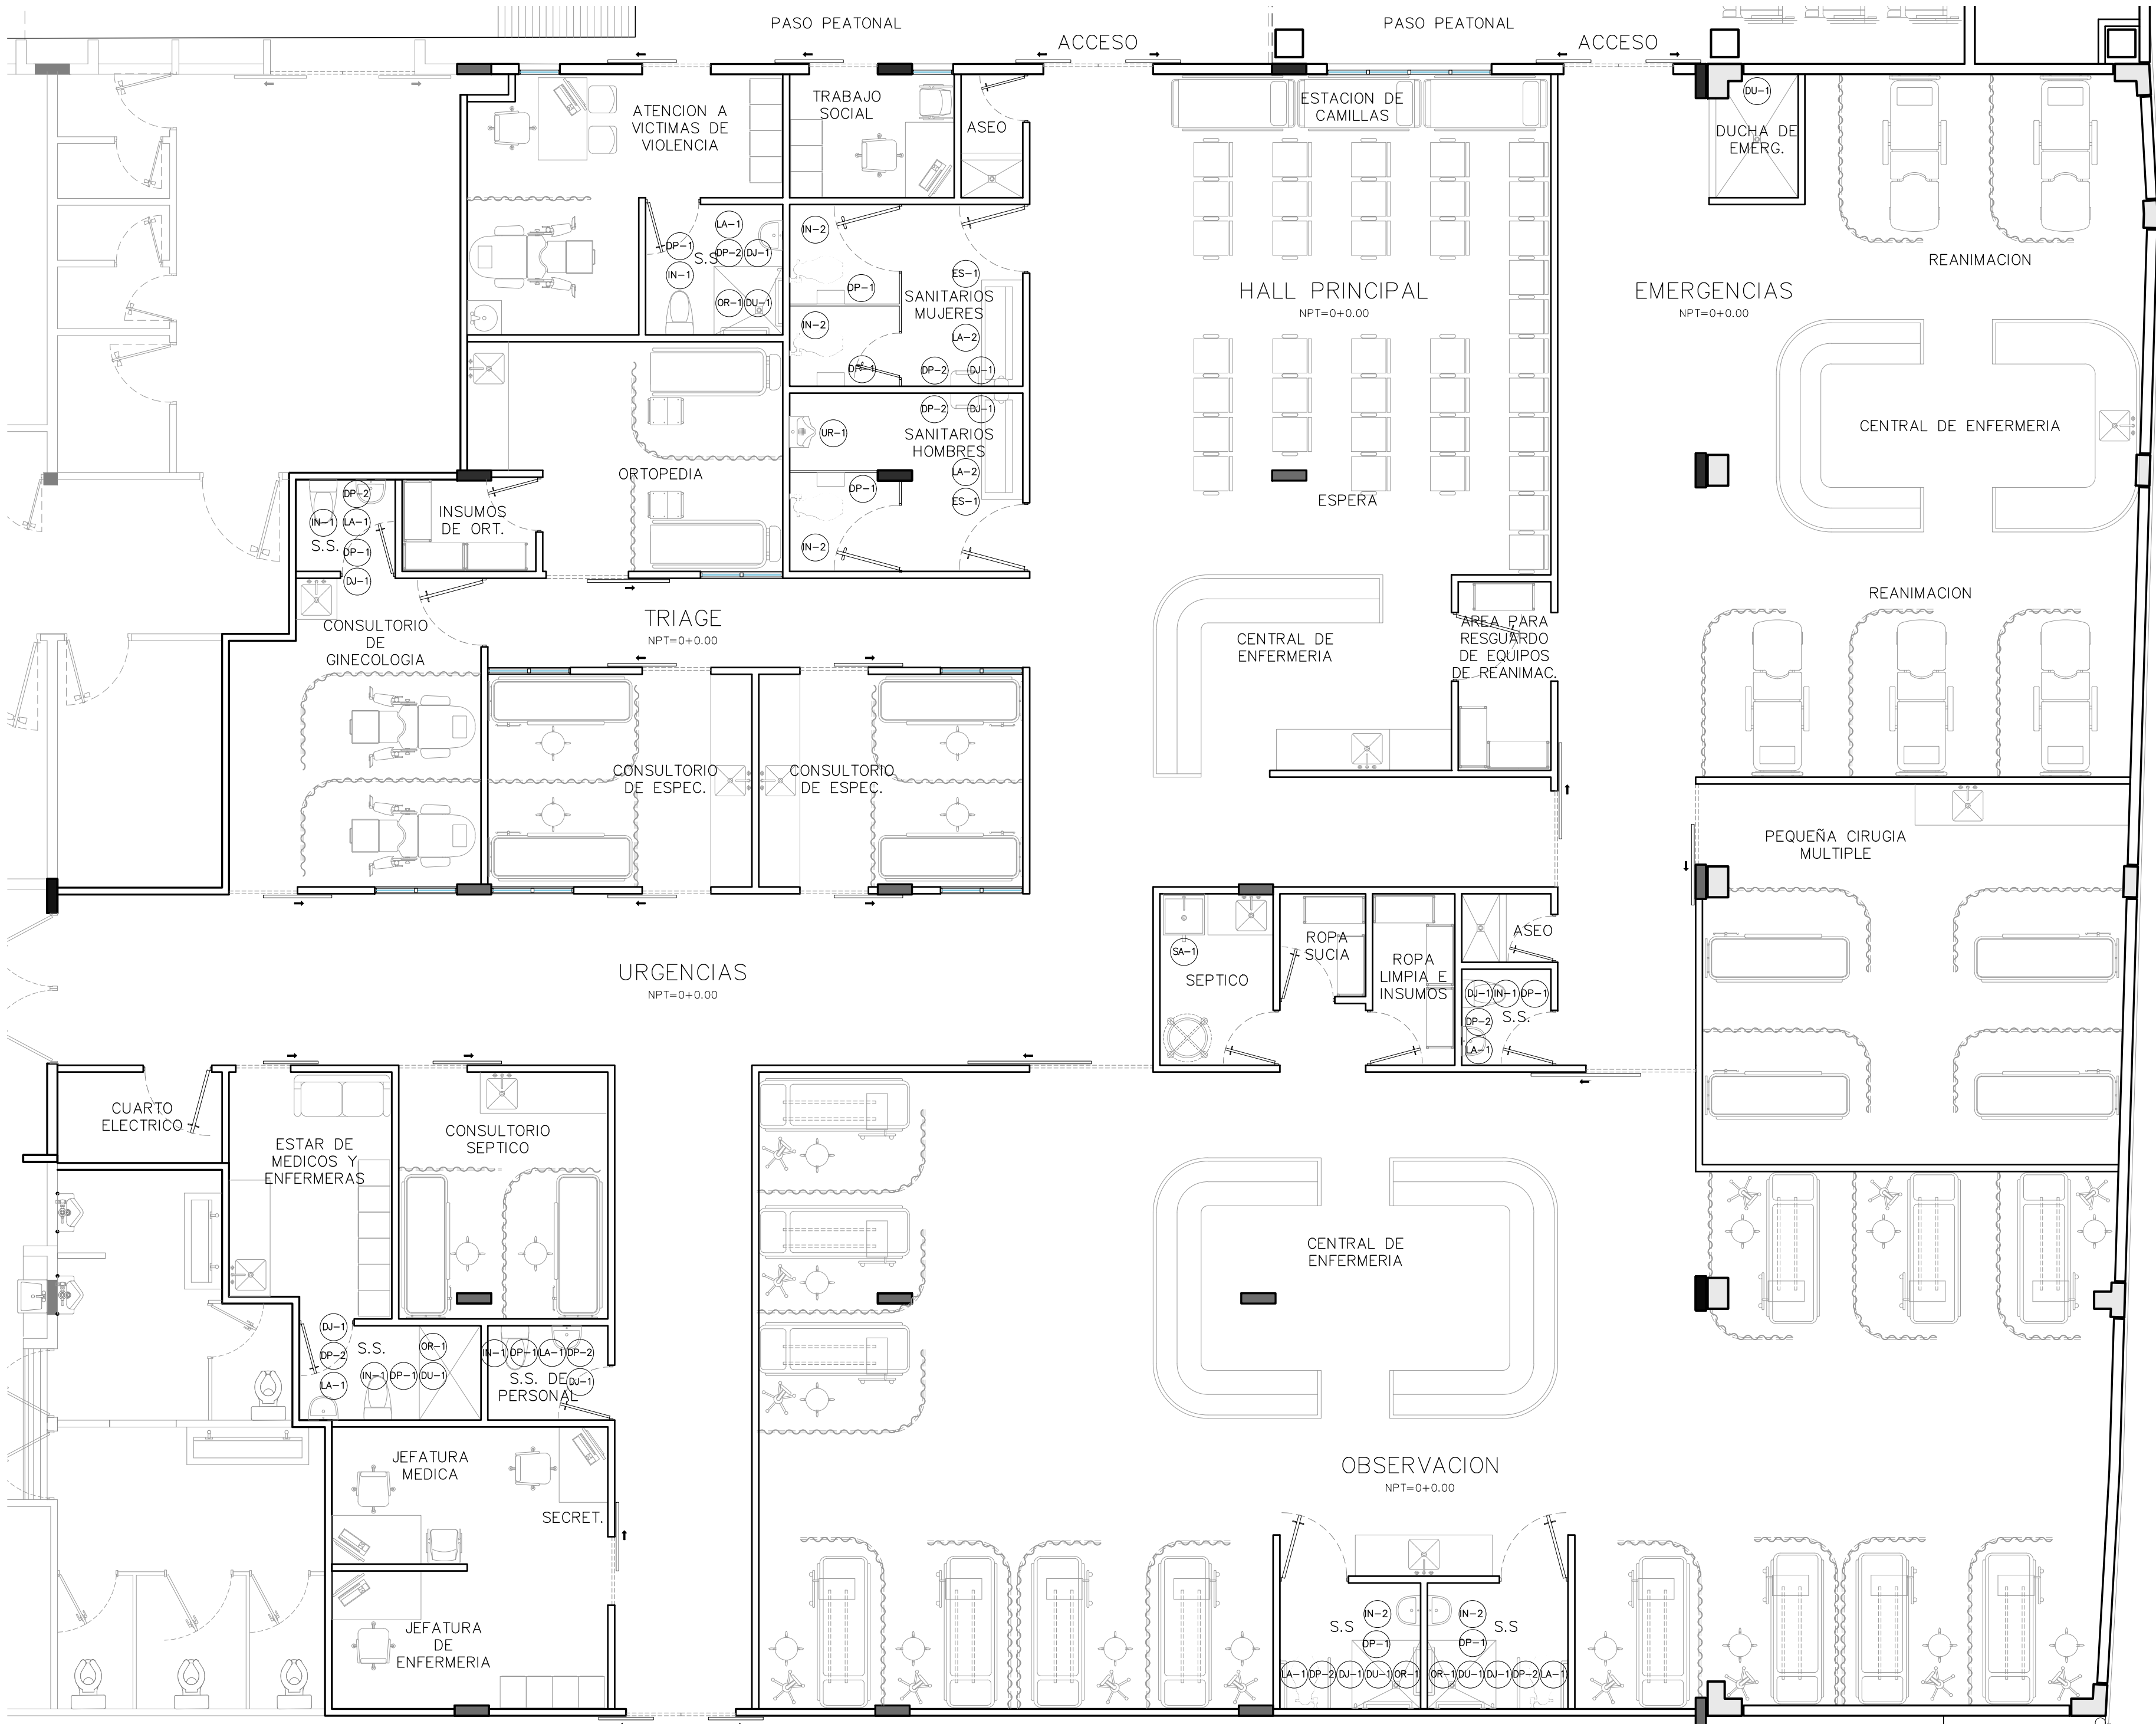 PASO PEATONAL
PASO PEATONAL
ACCESO
ACCESO
ATENCION A
VICTIMAS DE
VIOLENCIA
TRABAJO
SOCIAL
ASEO
ESTACION DE
CAMILLAS
DU-1
DUCHA DE
EMERG.
LA-1
DP-1
DP-2
DJ-1
S.S
IN-1
OR-1
DU-1
IN-2
ES-1
DP-1
SANITARIOS
MUJERES
IN-2
LA-2
DP-1
DP-2
DJ-1
HALL PRINCIPAL
NPT=0+0.00
EMERGENCIAS
NPT=0+0.00
REANIMACION
DP-2
DJ-1
UR-1
SANITARIOS
HOMBRES
LA-2
DP-1
ES-1
IN-2
CENTRAL DE ENFERMERIA
ORTOPEDIA
ESPERA
DP-2
IN-1
LA-1
S.S.
DP-1
DJ-1
INSUMOS
DE ORT.
REANIMACION
TRIAGE
NPT=0+0.00
CONSULTORIO
DE
GINECOLOGIA
CENTRAL DE
ENFERMERIA
AREA PARA
RESGUARDO
DE EQUIPOS
DE REANIMAC.
CONSULTORIO
DE ESPEC.
CONSULTORIO
DE ESPEC.
PEQUEÑA CIRUGIA
MULTIPLE
URGENCIAS
NPT=0+0.00
SA-1
SEPTICO
ROPA
SUCIA
ROPA
LIMPIA E
INSUMOS
ASEO
DJ-1
IN-1
DP-1
DP-2
S.S.
LA-1
CUARTO
ELECTRICO
ESTAR DE
MEDICOS Y
ENFERMERAS
CONSULTORIO
SEPTICO
CENTRAL DE
ENFERMERIA
DJ-1
DP-2
LA-1
S.S.
IN-1
DP-1
OR-1
DU-1
IN-1
DP-1
LA-1
DP-2
DJ-1
S.S. DE
PERSONAL
JEFATURA
MEDICA
SECRET.
OBSERVACION
NPT=0+0.00
JEFATURA
DE
ENFERMERIA
IN-2
S.S
DP-1
LA-1
DP-2
DJ-1
DU-1
OR-1
IN-2
S.S
DP-1
OR-1
DU-1
DJ-1
DP-2
LA-1